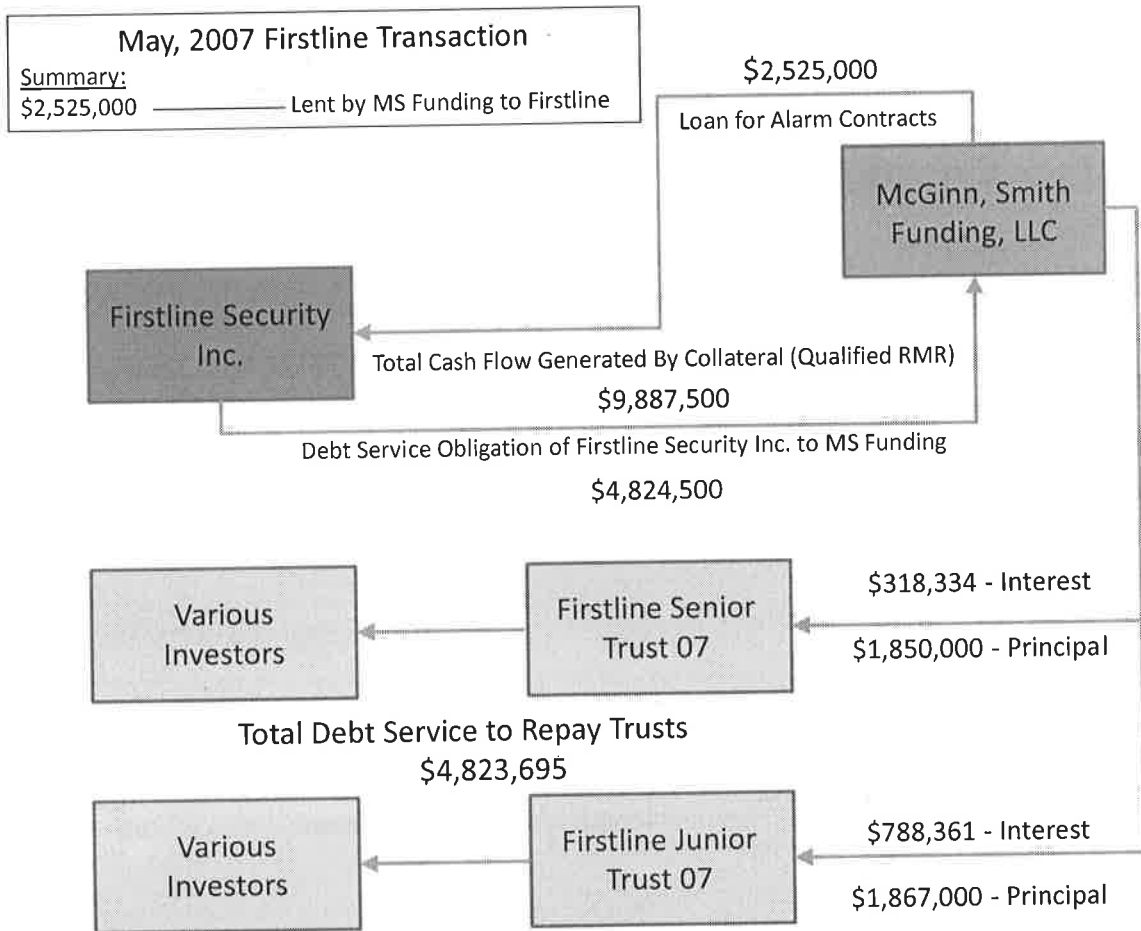 May, 2007 Firstline Transaction
Summary:
$2,525,000 Lent by MS Funding to Firstline
$2,525,000
Loan for Alarm Contracts
McGinn, Smith
Funding, LLC
Firstline Security
Inc.
Total Cash Flow Generated By Collateral (Qualified RMR)
$9,887,500
Debt Service Obligation of Firstline Security Inc. to MS Funding
$4,824,500
Various
Investors
Firstline Senior
Trust 07
$318,334 - Interest
$1,850,000 - Principal
Total Debt Service to Repay Trusts
$4,823,695
Various
Investors
Firstline Junior
Trust 07
$788,361 - Interest
$1,867,000 - Principal